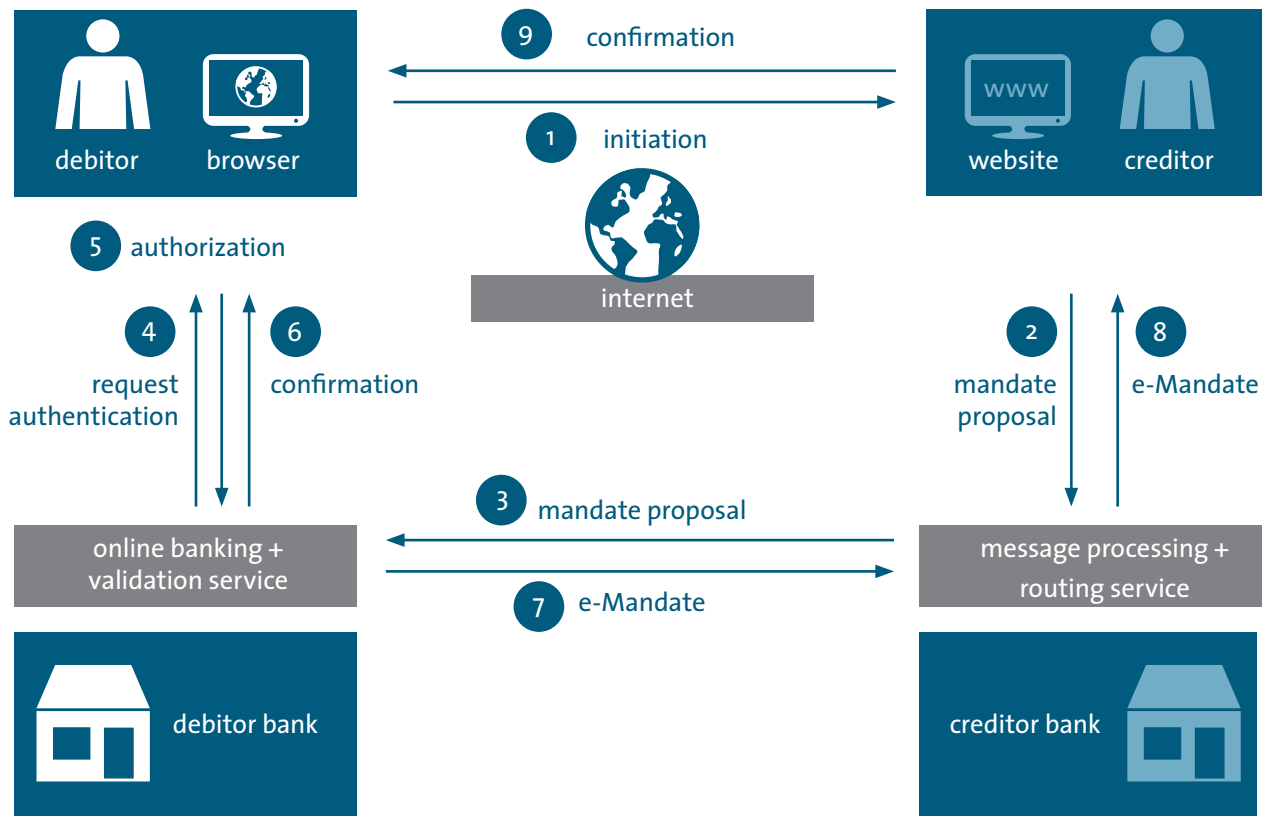 9 confirmation
www
debitor
browser
1 initiation
website
creditor
5 authorization
internet
4
6
2
8
request
authentication
confirmation
mandate
proposal
e-Mandate
3 mandate proposal
online banking +
validation service
message processing +
routing service
7 e-Mandate
debitor bank
creditor bank